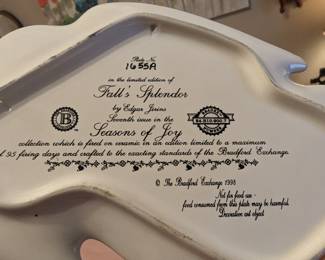 Plate No.
1655A
in the limited edition of
Fall's Splendor
by Edgar Jerins
Seventh issue in the
Seasons of Joy
B
collection which is fired on ceramic in an edition limited to a maximum
of 95 firing days and crafted to the exacting standards of the Bradford Exchange.
© The Bradford Exchange 1998
Not for food use -
food consumed from this plate may be harmful.
Decorative art object